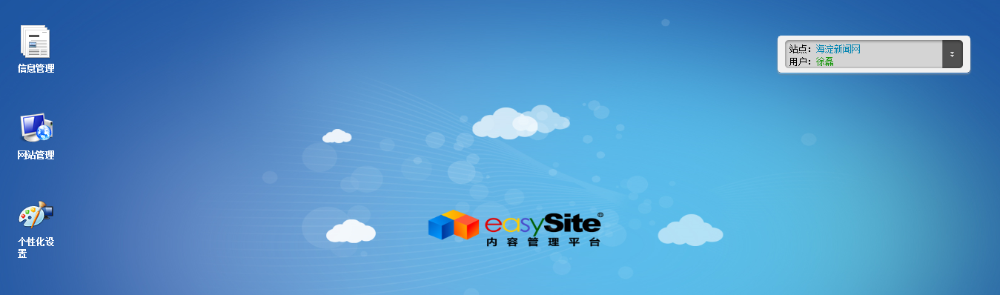 信息管理
站点：海淀新闻网
用户：徐磊
网站管理
个性化设
置
easySite®
内容管理平台